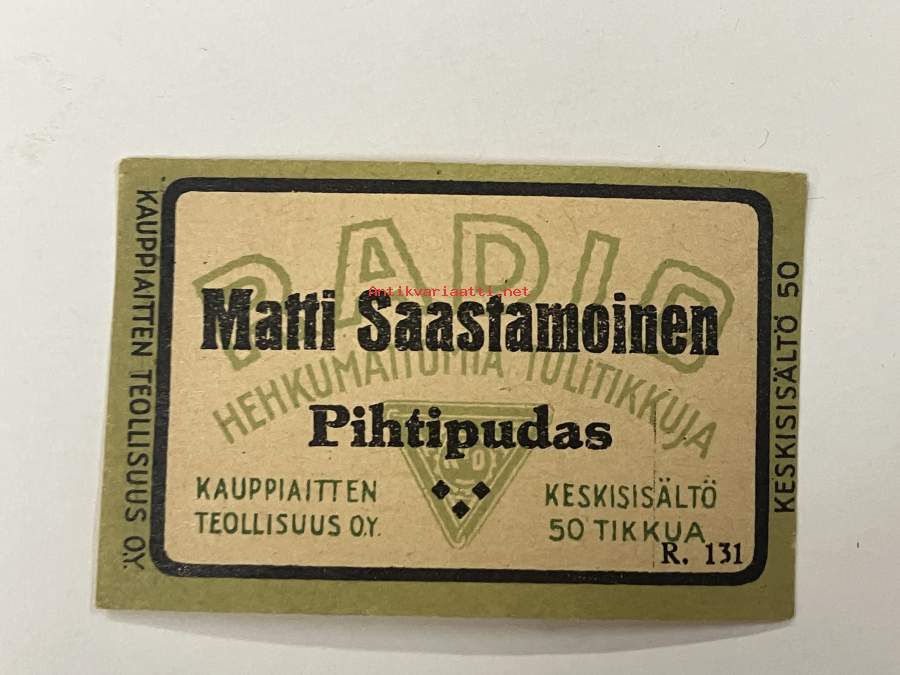 KAUPPIAITTEN TEOLLISUUS O.Y.
RADIO
Antikvariaatti.net
Matti Saastamoinen
HEHKUMATTOMIA TULITIKKUJA
Pihtipudas
KAUPPIAITTEN
TEOLLISUUS O.Y.
KESKISISÄLTÖ
50 TIKKUA
R. 131
KESKISISÄLTÖ 50